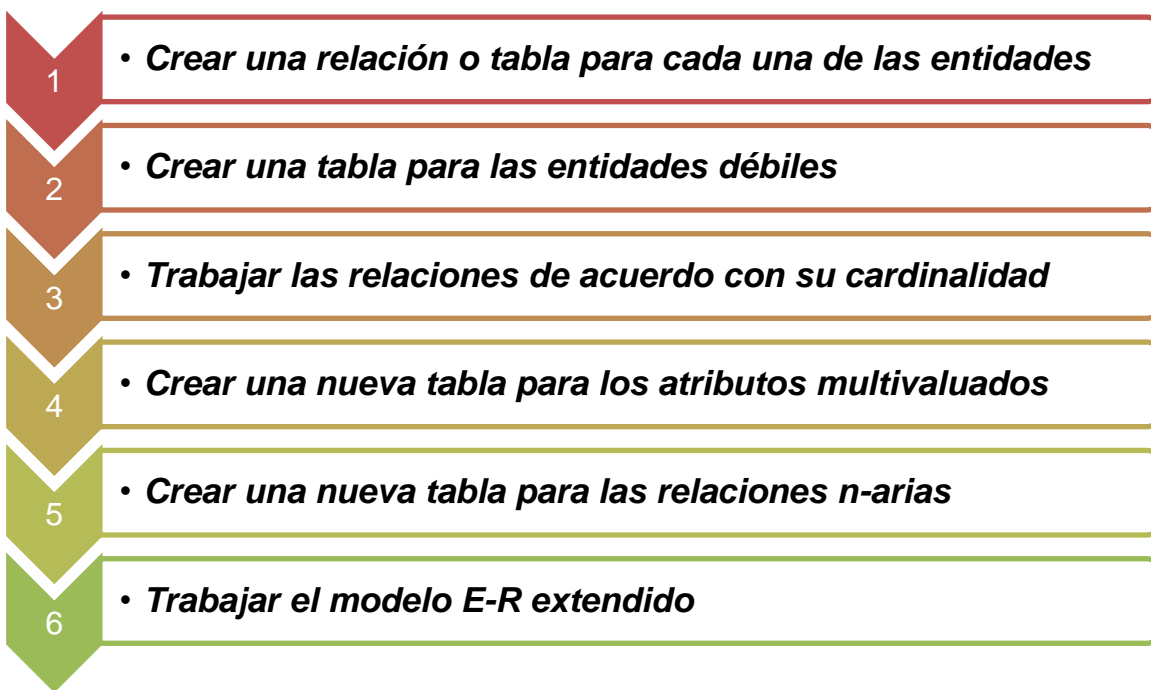 1 • Crear una relación o tabla para cada una de las entidades
2 • Crear una tabla para las entidades débiles
3 • Trabajar las relaciones de acuerdo con su cardinalidad
4 • Crear una nueva tabla para los atributos multivaluados
5 • Crear una nueva tabla para las relaciones n-arias
6 • Trabajar el modelo E-R extendido